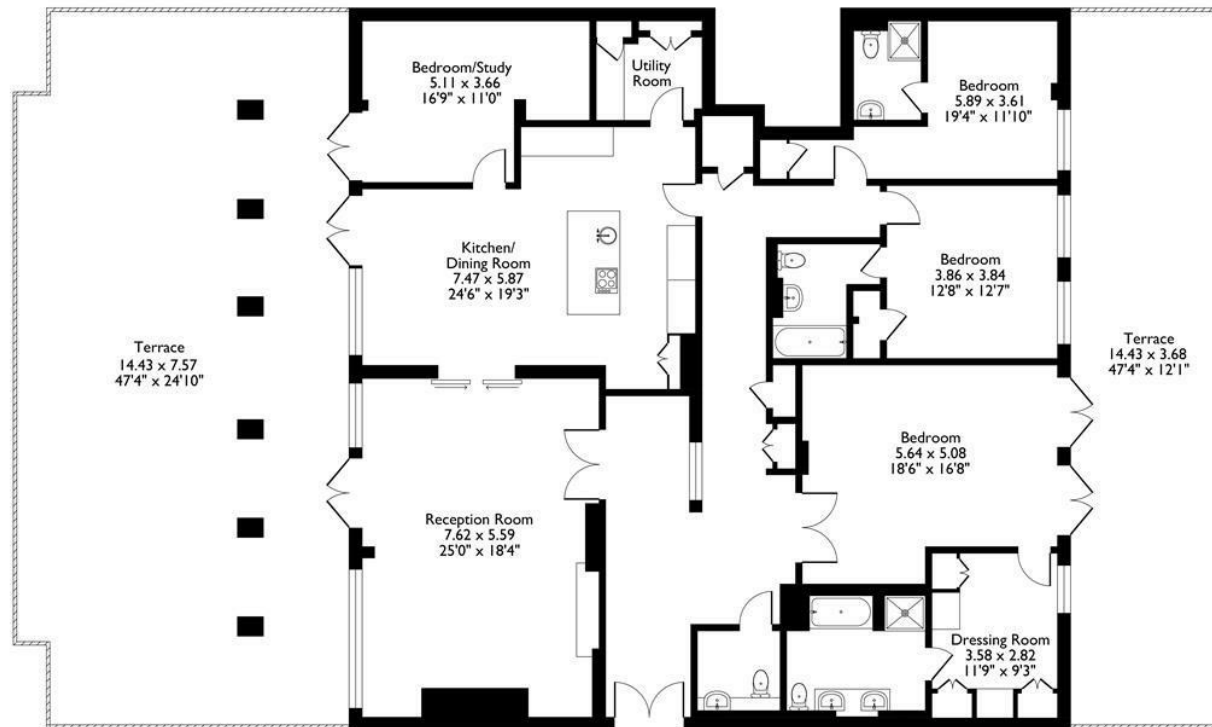 Bedroom/Study
5.11 x 3.66
16'9" x 11'0"
Utility
Room
Bedroom
5.89 x 3.61
19'4" x 11'10"
Kitchen/
Dining Room
7.47 x 5.87
24'6" x 19'3"
Bedroom
3.86 x 3.84
12'8" x 12'7"
Terrace
14.43 x 7.57
47'4" x 24'10"
Terrace
14.43 x 3.68
47'4" x 12'1"
Bedroom
5.64 x 5.08
18'6" x 16'8"
Reception Room
7.62 x 5.59
25'0" x 18'4"
Dressing Room
3.58 x 2.82
11'9" x 9'3"